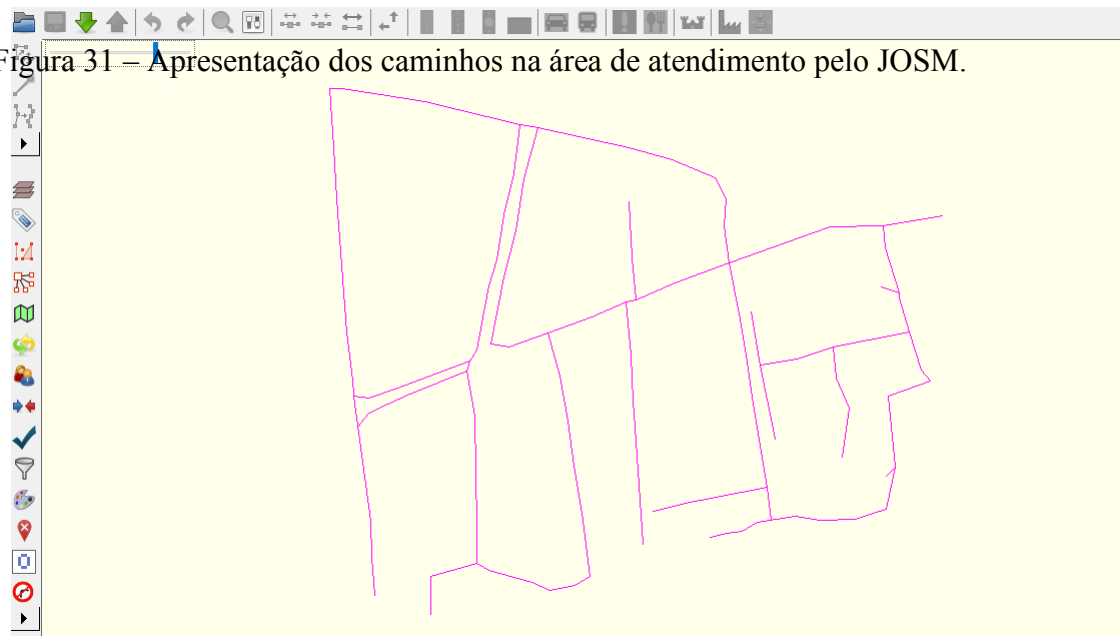 Figura 31 – Apresentação dos caminhos na área de atendimento pelo JOSM.